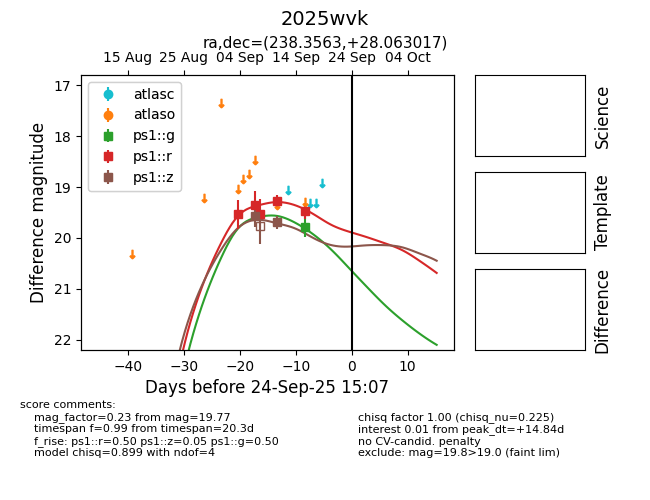 2025wvk
ra,dec=(238.3563,+28.063017)
15 Aug 25 Aug 04 Sep 14 Sep 24 Sep 04 Oct
17
18
19
20
21
22
Difference magnitude
atlasc
atlaso
ps1::g
ps1::r
ps1::z
−40 −30 −20 −10 0 10
Days before 24-Sep-25 15:07
Science
Template
Difference
score comments:
mag_factor=0.23 from mag=19.77
timespan f=0.99 from timespan=20.3d
f_rise: ps1::r=0.50 ps1::z=0.05 ps1::g=0.50
model chisq=0.899 with ndof=4
chisq factor 1.00 (chisq_nu=0.225)
interest 0.01 from peak_dt=+14.84d
no CV-candid. penalty
exclude: mag=19.8>19.0 (faint lim)